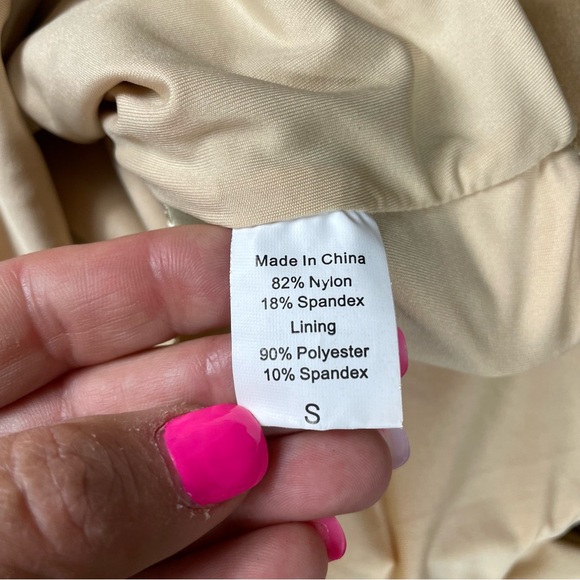 Made In China
82% Nylon
18% Spandex
Lining
90% Polyester
10% Spandex
S